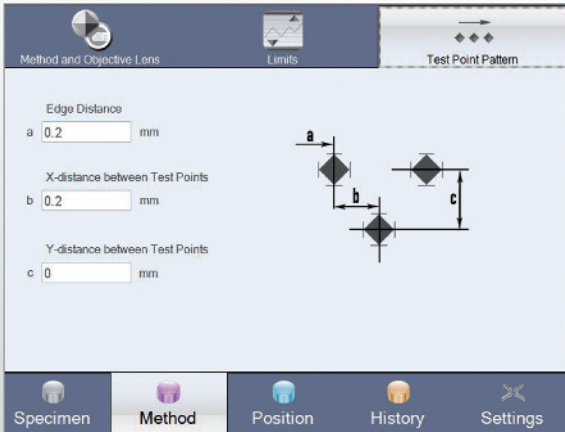 Method and Objective Lens
Limits
Test Point Pattern
Edge Distance
a 0.2 mm
X-distance between Test Points
b 0.2 mm
Y-distance between Test Points
c 0 mm
a
b
c
Specimen
Method
Position
History
Settings